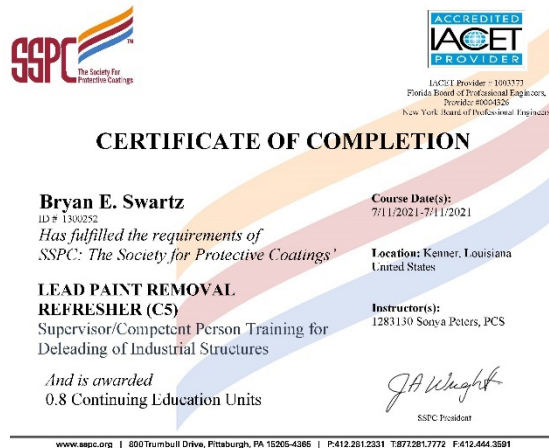 SSPC
TM
The Society For
Protective Coatings
ACCREDITED
IACET
PROVIDER
IACET Provider # 1003373
Florida Board of Professional Engineers,
Provider #0004326
New York Board of Professional Engineers
CERTIFICATE OF COMPLETION
Bryan E. Swartz
ID # 1300252
Has fulfilled the requirements of
SSPC: The Society for Protective Coatings'
LEAD PAINT REMOVAL
REFRESHER (C5)
Supervisor/Competent Person Training for
Deleading of Industrial Structures
And is awarded
0.8 Continuing Education Units
Course Date(s):
7/11/2021-7/11/2021
Location: Kenner, Louisiana
United States
Instructor(s):
1283130 Sonya Peters, PCS
JA Wright
SSPC President
www.sspc.org | 800 Trumbull Drive, Pittsburgh, PA 15205-4365 | P:412.281.2331 T:877.281.7772 F:412.444.3591